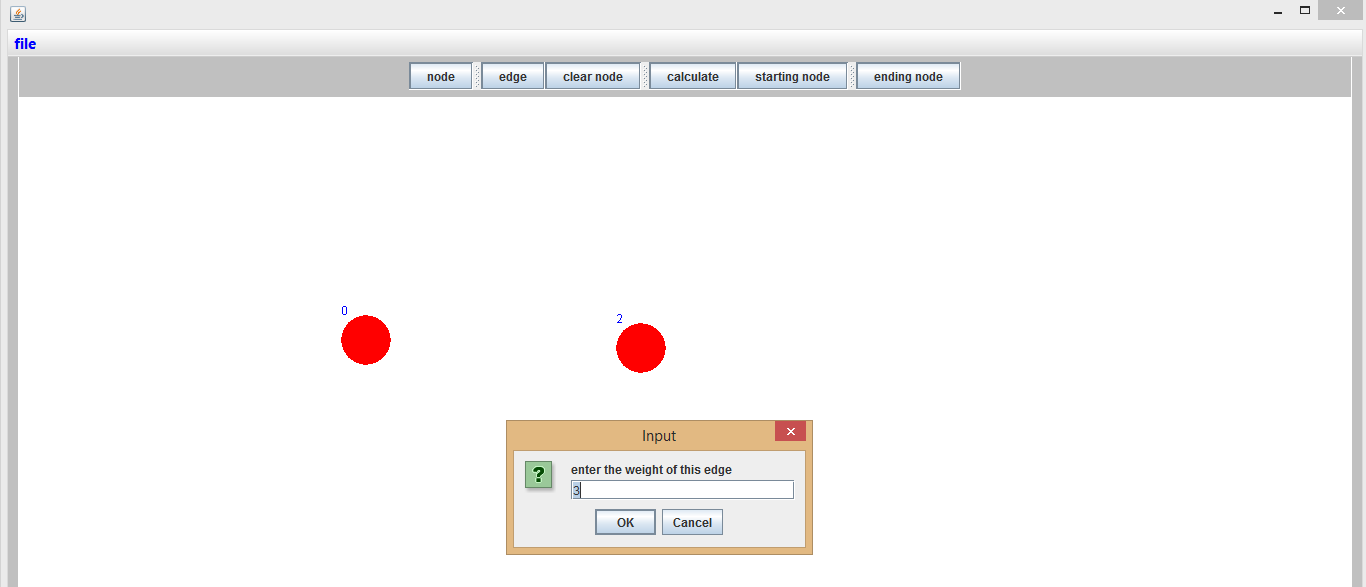 file
node edge clear node calculate starting node ending node
0
2
Input
?
enter the weight of this edge
3
OK Cancel